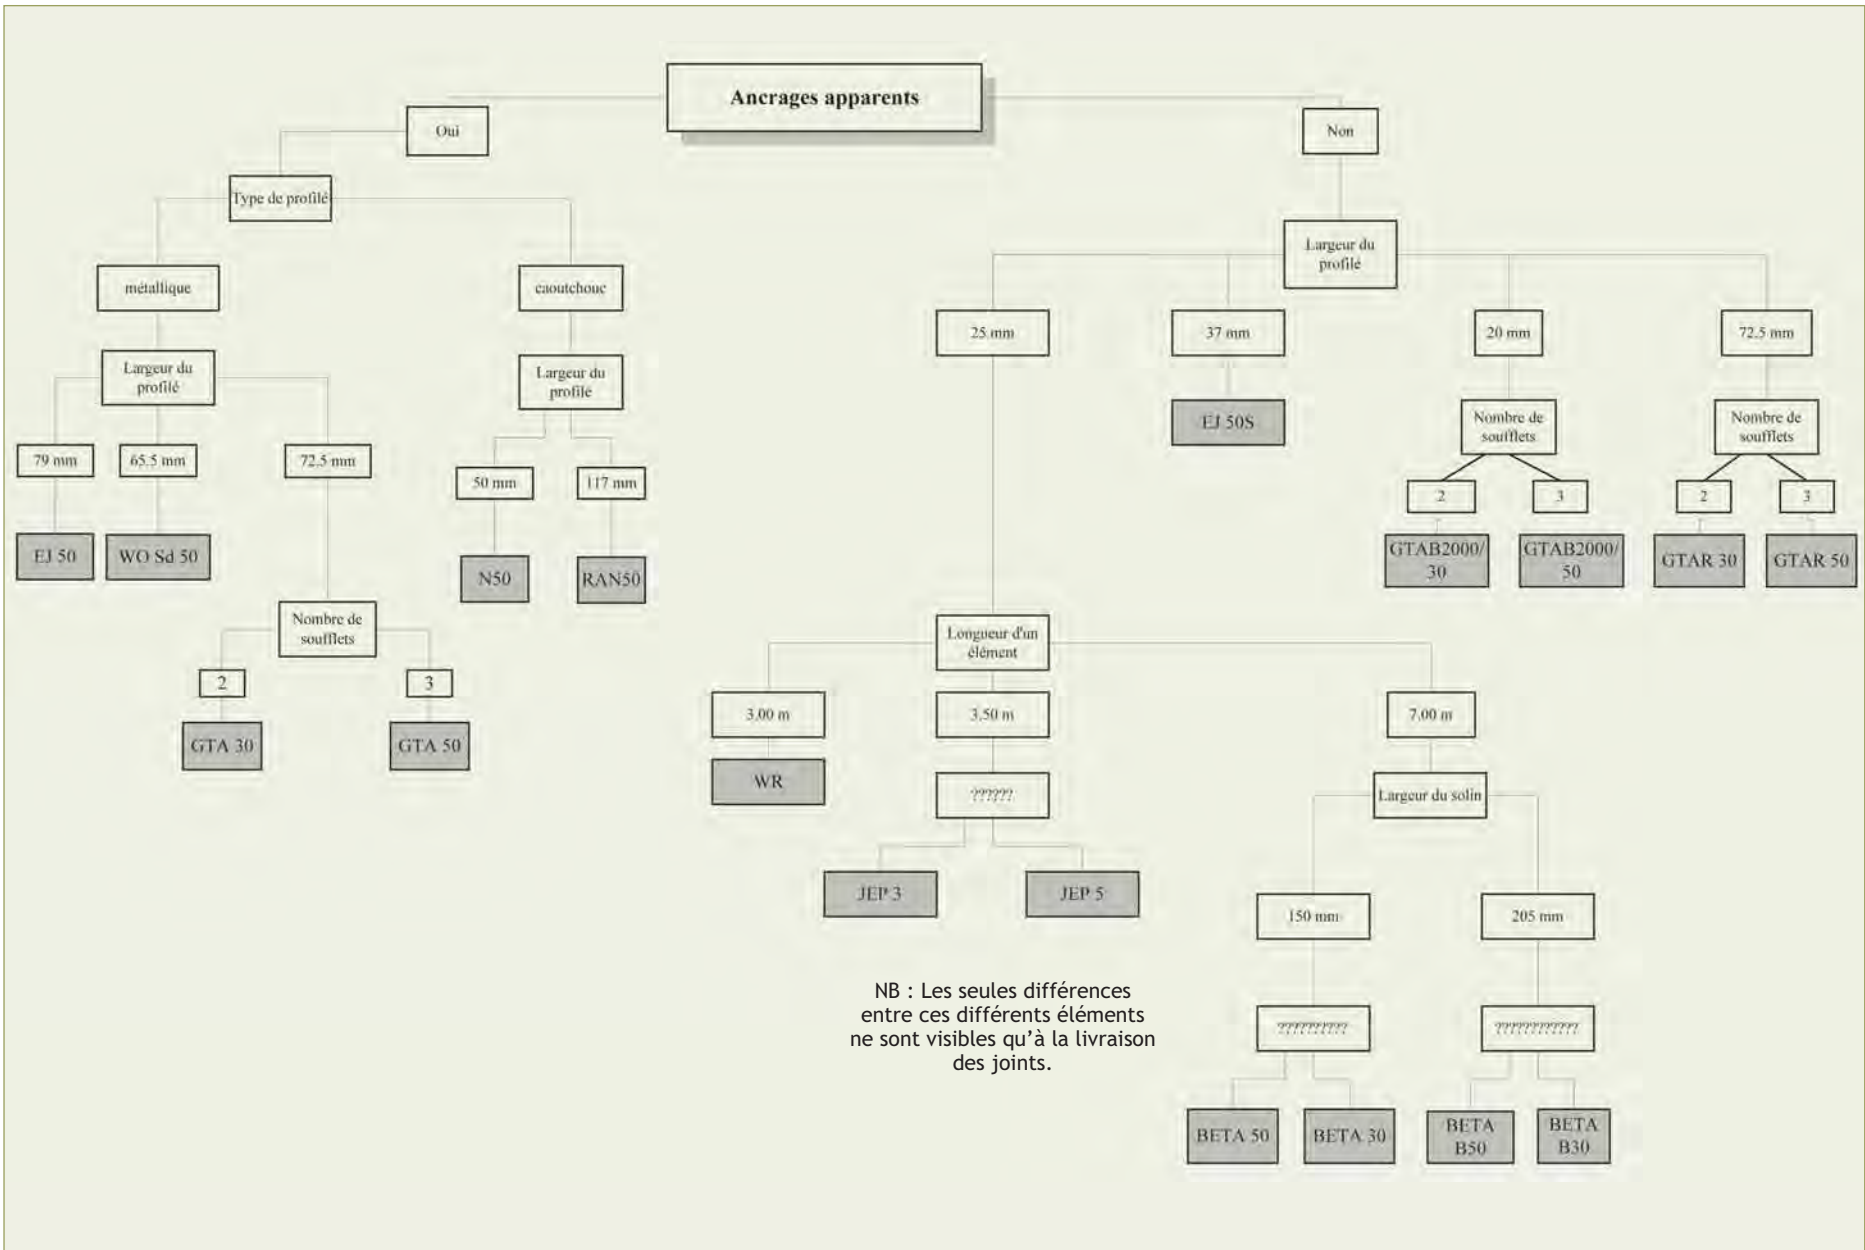 Ancrages apparents
Oui
Non
Type de profilé
Largeur du
profilé
métallique
caoutchouc
25 mm
37 mm
20 mm
72.5 mm
Largeur du
profilé
Largeur du
profilé
EJ 50S
Nombre de
soufflets
Nombre de
soufflets
79 mm
65.5 mm
72.5 mm
50 mm
117 mm
2
3
2
3
EJ 50
WO Sd 50
N50
RAN50
GTAB2000/
30
GTAB2000/
50
GTAR 30
GTAR 50
Nombre de
soufflets
Longueur d'un
élément
2
3
3.00 m
3.50 m
7.00 m
GTA 30
GTA 50
WR
??????
Largeur du solin
JEP 3
JEP 5
150 mm
205 mm
NB : Les seules différences
entre ces différents éléments
ne sont visibles qu’à la livraison
des joints.
??????????
????????????
BETA 50
BETA 30
BETA
B50
BETA
B30